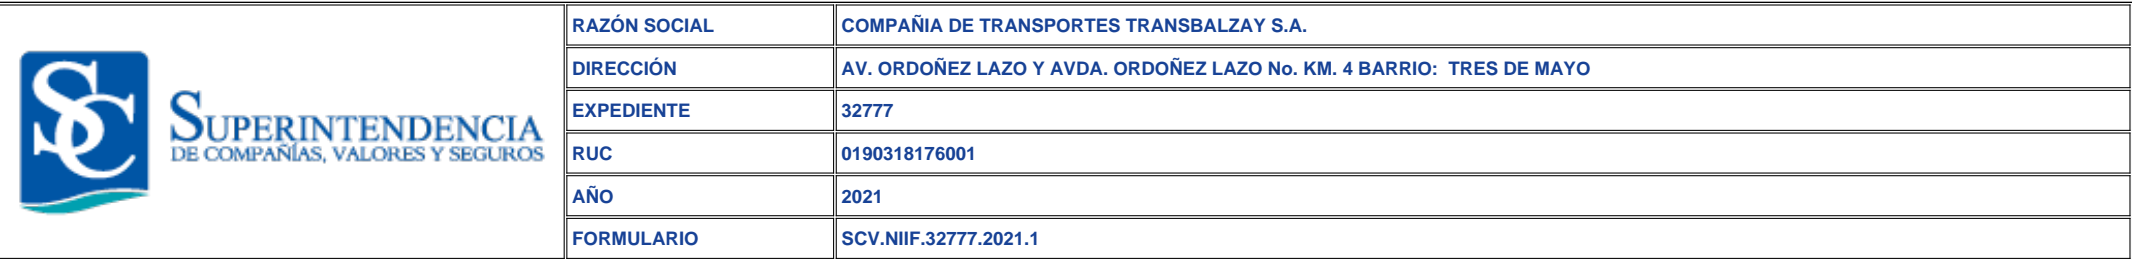 SC
SUPERINTENDENCIA
DE COMPAÑÍAS, VALORES Y SEGUROS
RAZÓN SOCIAL COMPAÑIA DE TRANSPORTES TRANSBALZAY S.A.
DIRECCIÓN AV. ORDOÑEZ LAZO Y AVDA. ORDOÑEZ LAZO No. KM. 4 BARRIO: TRES DE MAYO
EXPEDIENTE 32777
RUC 0190318176001
AÑO 2021
FORMULARIO SCV.NIIF.32777.2021.1